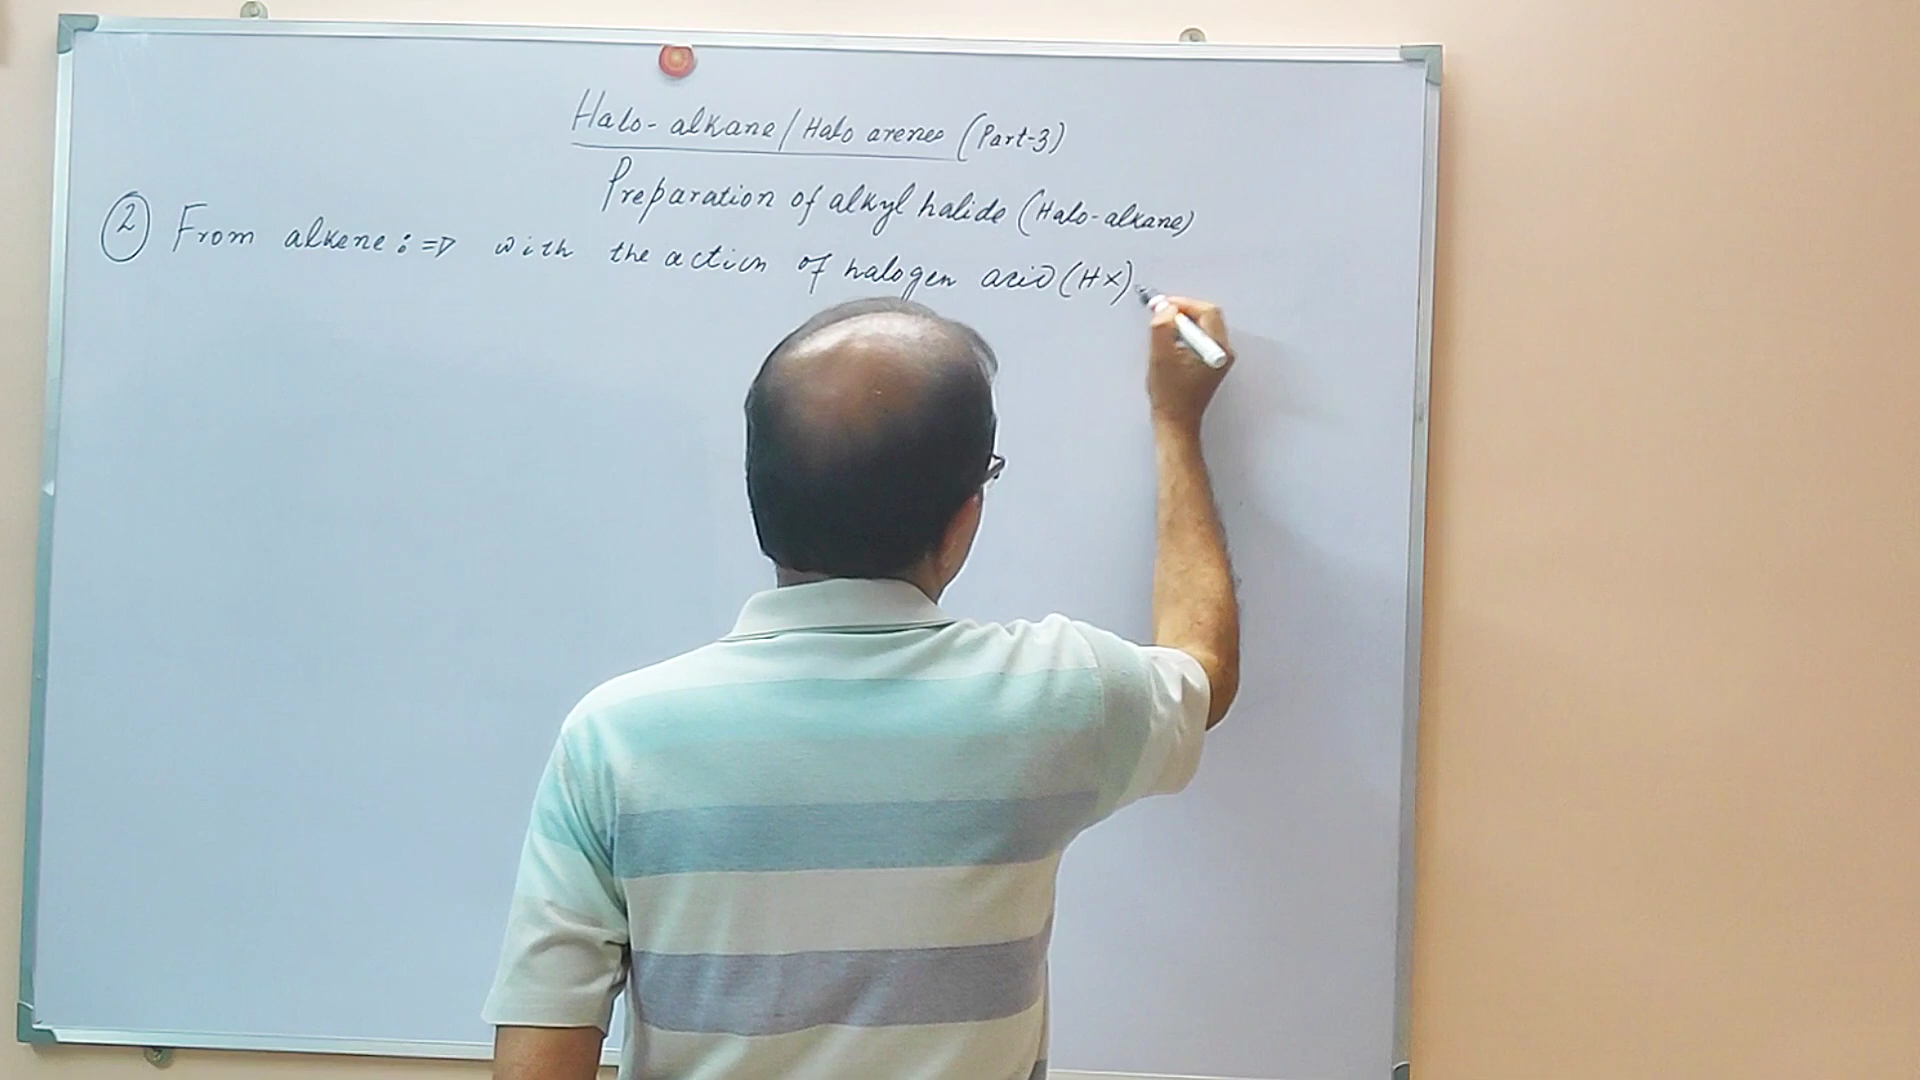 Halo-alkane/Halo arenes (Part-3)
Preparation of alkyl halide (Halo-alkane)
② From alkene :⇒ with the action of halogen acid (HX).